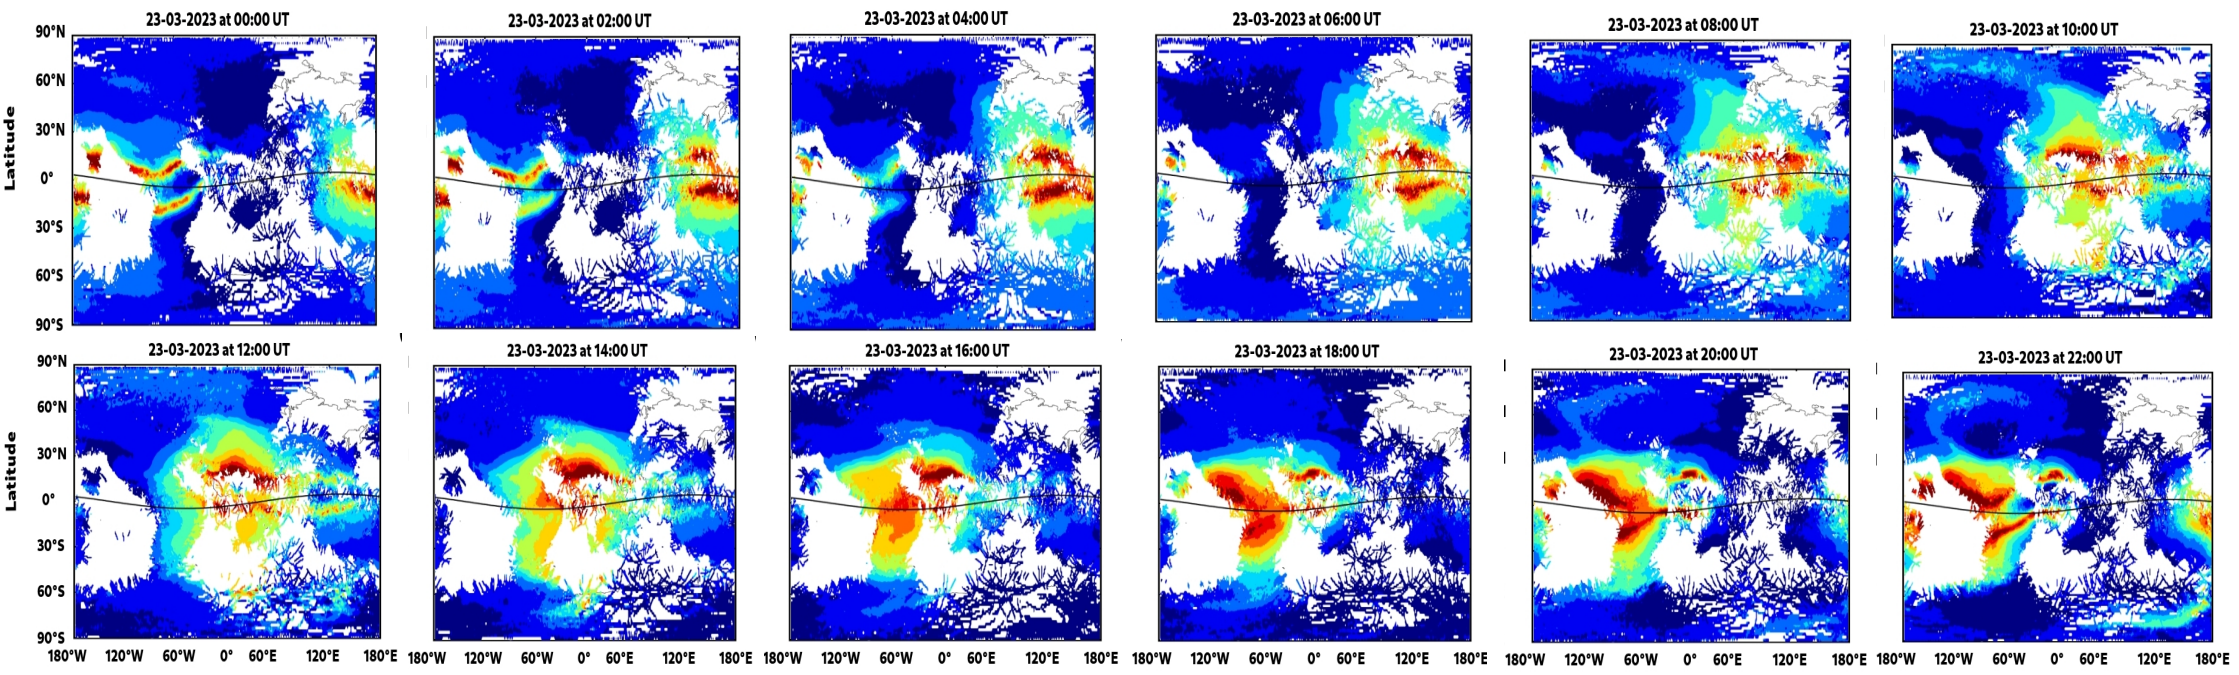 23-03-2023 at 00:00 UT
23-03-2023 at 02:00 UT
23-03-2023 at 04:00 UT
23-03-2023 at 06:00 UT
23-03-2023 at 08:00 UT
23-03-2023 at 10:00 UT
Latitude
90°N
60°N
30°N
0°
30°S
60°S
90°S
23-03-2023 at 12:00 UT
23-03-2023 at 14:00 UT
23-03-2023 at 16:00 UT
23-03-2023 at 18:00 UT
23-03-2023 at 20:00 UT
23-03-2023 at 22:00 UT
Latitude
90°N
60°N
30°N
0°
30°S
60°S
90°S
180°W 120°W 60°W 0° 60°E 120°E 180°E
180°W 120°W 60°W 0° 60°E 120°E 180°E
180°W 120°W 60°W 0° 60°E 120°E 180°E
180°W 120°W 60°W 0° 60°E 120°E 180°E
180°W 120°W 60°W 0° 60°E 120°E 180°E
180°W 120°W 60°W 0° 60°E 120°E 180°E